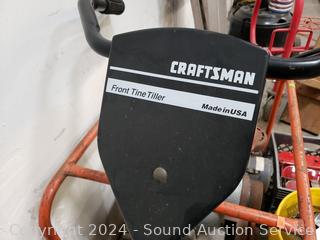 CRAFTSMAN
Front Tine Tiller
Made in USA
Copyright 2024 - Sound Auction Service